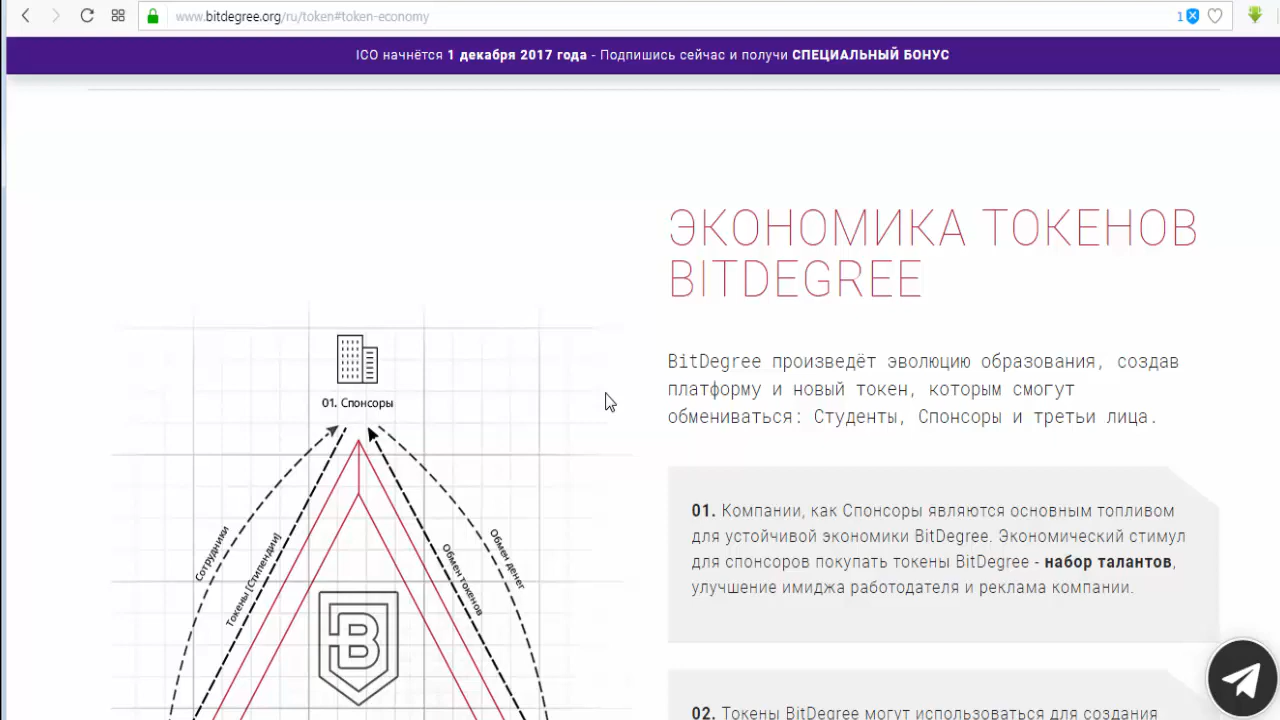 www.bitdegree.org/ru/token#token-economy
1
ICO начнётся 1 декабря 2017 года - Подпишись сейчас и получи СПЕЦИАЛЬНЫЙ БОНУС
ЭКОНОМИКА ТОКЕНОВ
BITDEGREE
BitDegree произведёт эволюцию образования, создав
платформу и новый токен, которым смогут
обмениваться: Студенты, Спонсоры и третьи лица.
01. Спонсоры
Сотрудники
Токены [Стипендии]
Обмен токенов
Обмен денег
B
01. Компании, как Спонсоры являются основным топливом
для устойчивой экономики BitDegree. Экономический стимул
для спонсоров покупать токены BitDegree - набор талантов,
улучшение имиджа работодателя и реклама компании.
02. Токены BitDegree могут использоваться для создания